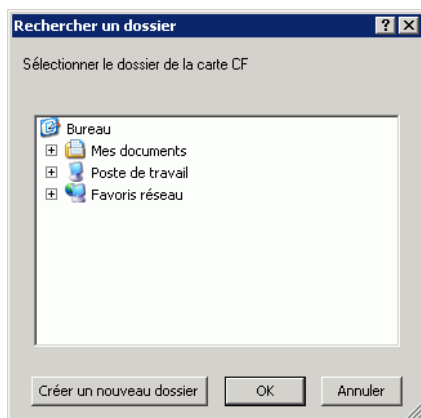 Rechercher un dossier
Sélectionner le dossier de la carte CF
Bureau
Mes documents
Poste de travail
Favoris réseau
Créer un nouveau dossier OK Annuler